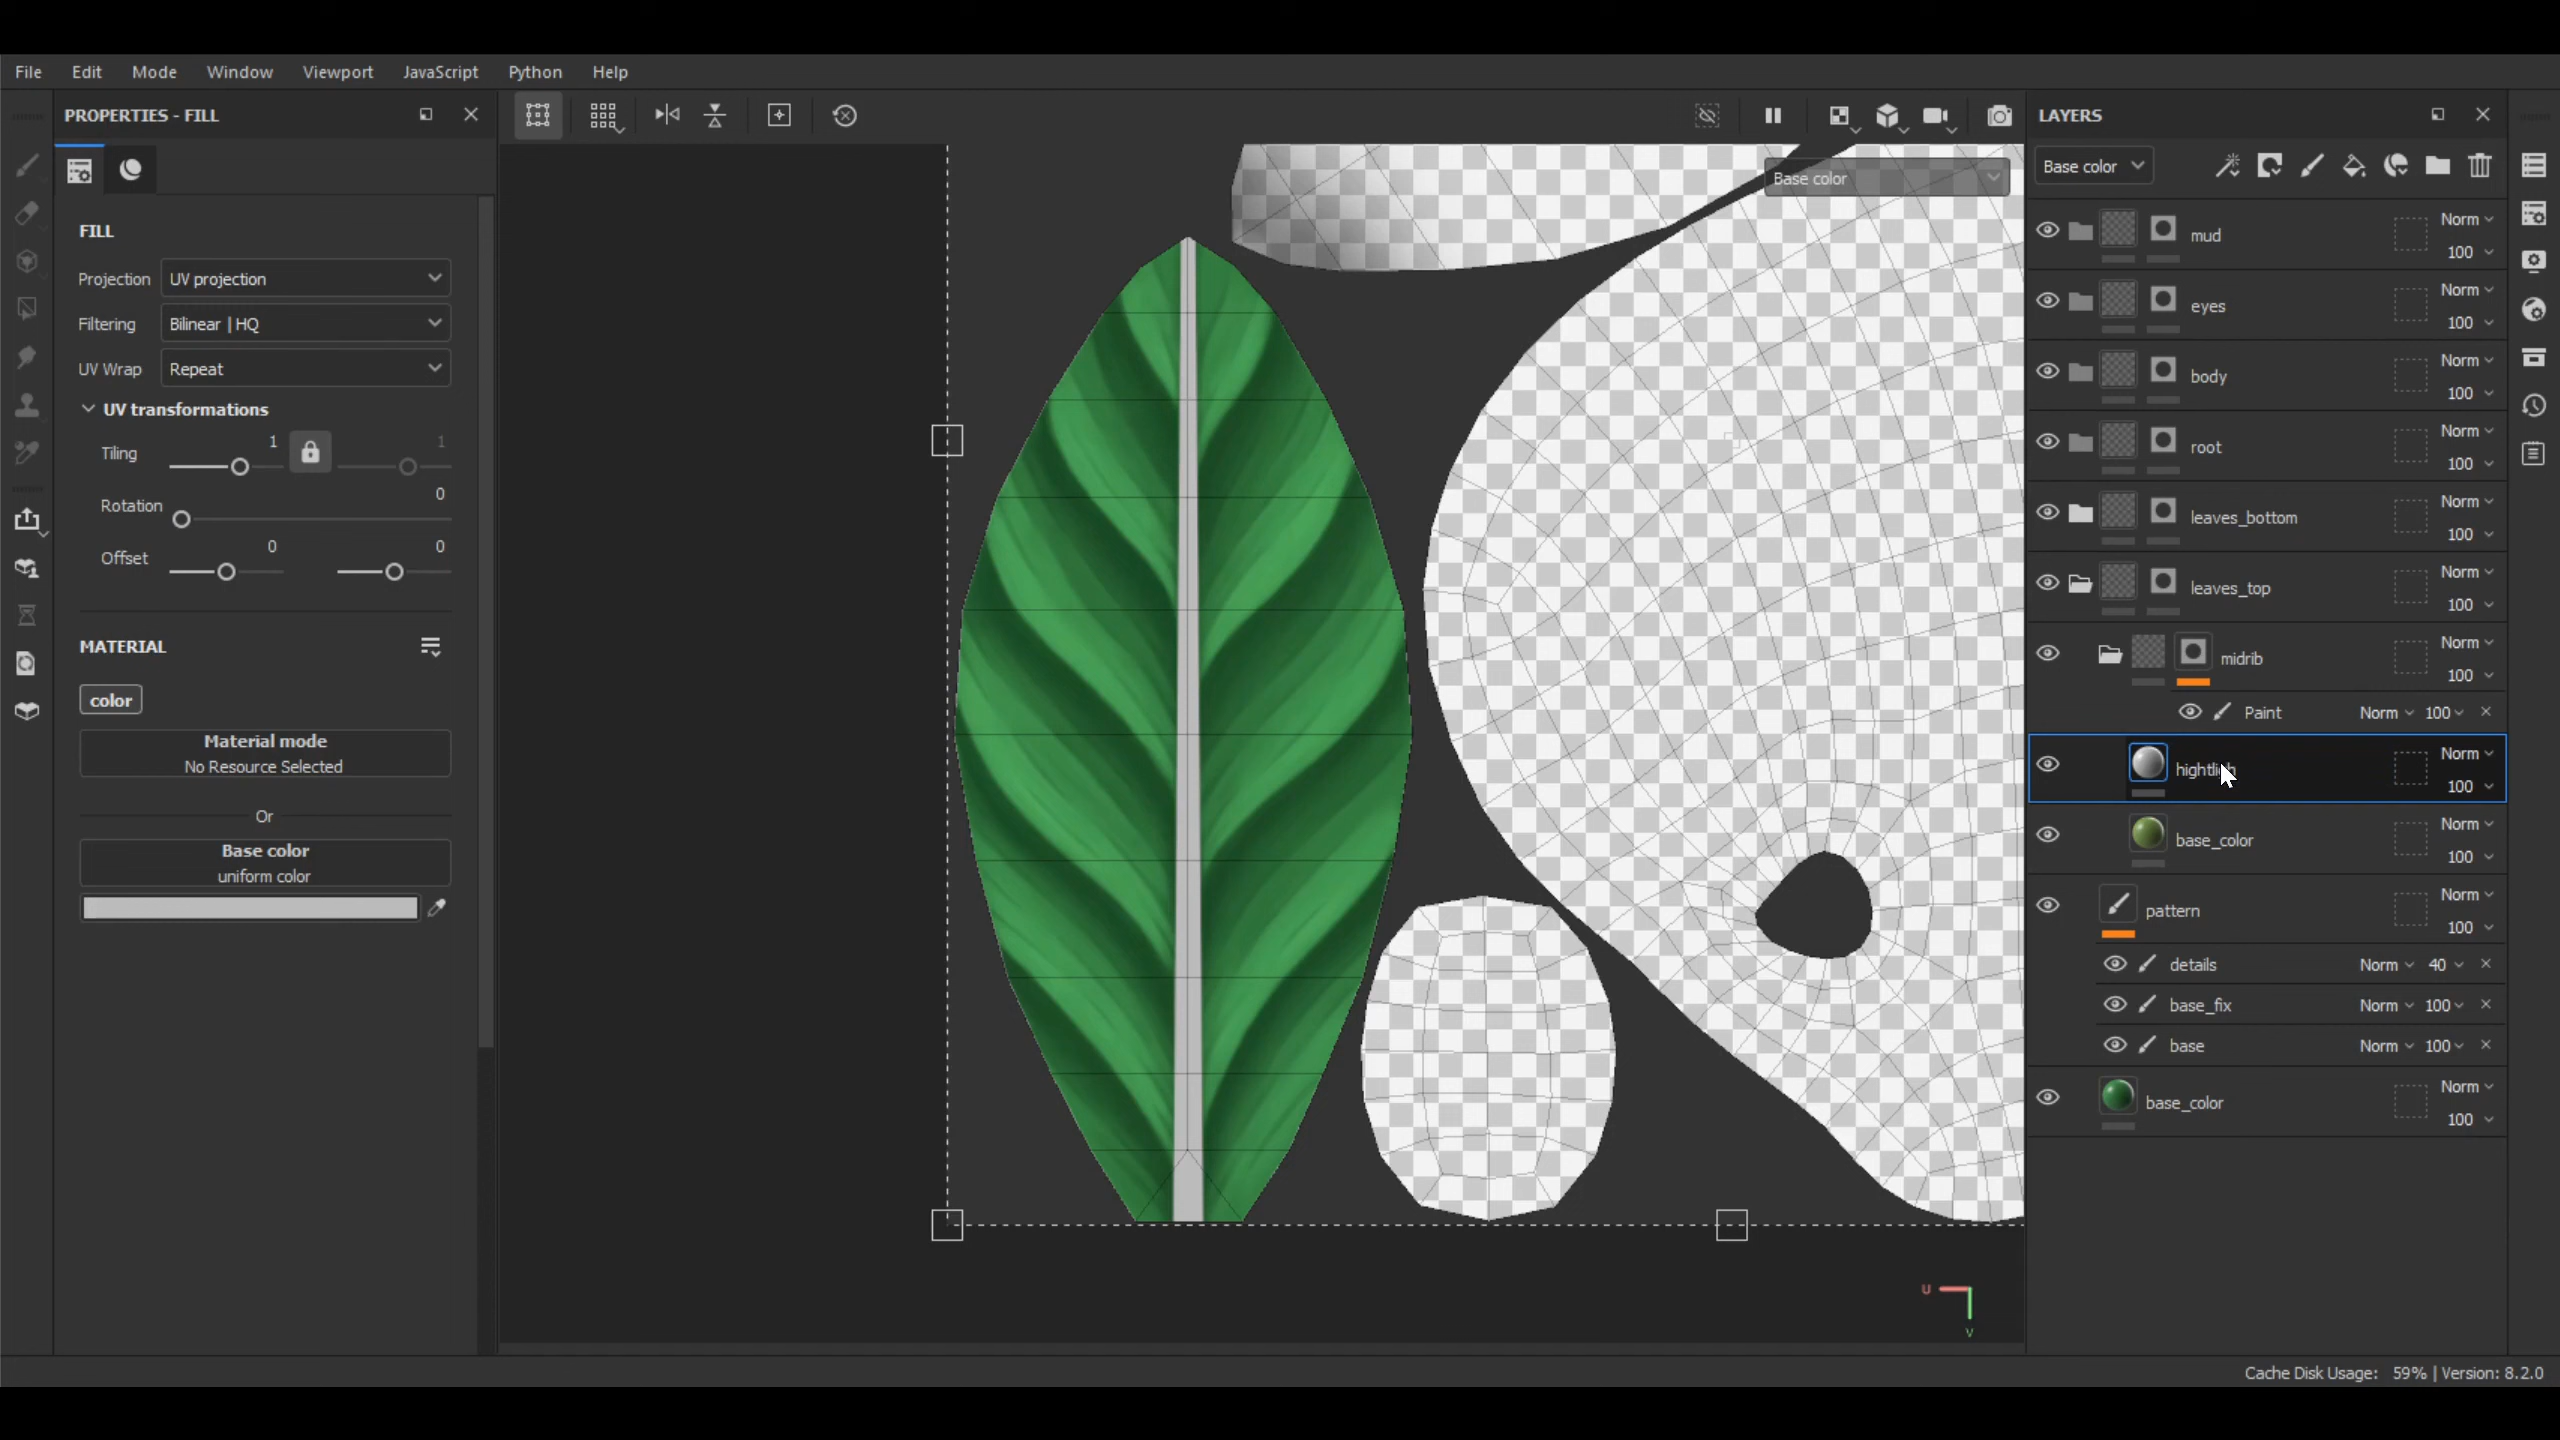 File Edit Mode Window Viewport JavaScript Python Help
PROPERTIES - FILL
FILL
Projection UV projection
Filtering Bilinear | HQ
UV Wrap Repeat
UV transformations
Tiling 1 1
Rotation 0
Offset 0 0
MATERIAL
color
Material mode
No Resource Selected
Or
Base color
uniform color
Base color
U
V
LAYERS
Base color
mud Norm 100
eyes Norm 100
body Norm 100
root Norm 100
leaves_bottom Norm 100
leaves_top Norm 100
midrib Norm 100
Paint Norm 100
Norm 100
base_color Norm 100
pattern Norm 100
details Norm 40
base_fix Norm 100
base Norm 100
base_color Norm 100
Cache Disk Usage: 59% | Version: 8.2.0